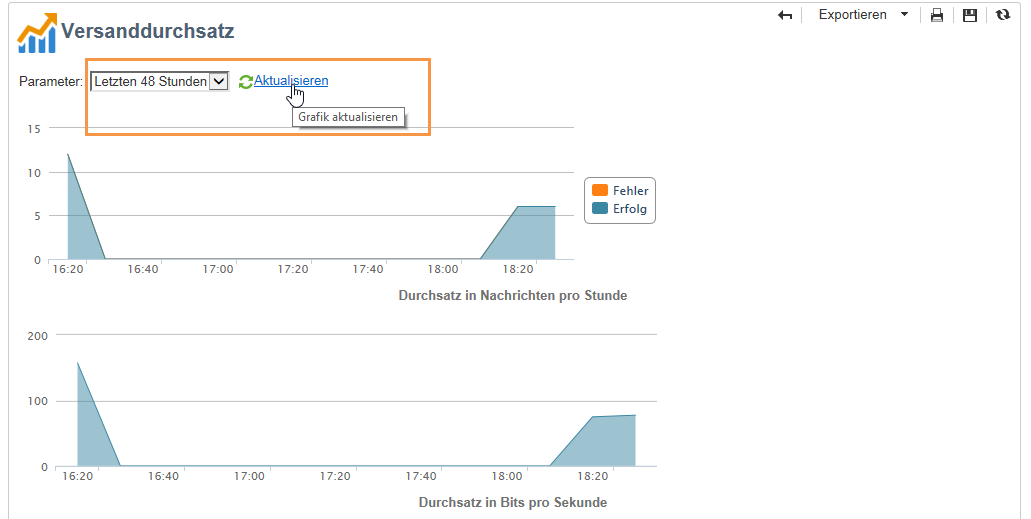 Exportieren
Versanddurchsatz
Parameter: Letzten 48 Stunden Aktualisieren
Grafik aktualisieren
15
10
5
0
16:20 16:40 17:00 17:20 17:40 18:00 18:20
Fehler
Erfolg
Durchsatz in Nachrichten pro Stunde
200
100
0
16:20 16:40 17:00 17:20 17:40 18:00 18:20
Durchsatz in Bits pro Sekunde